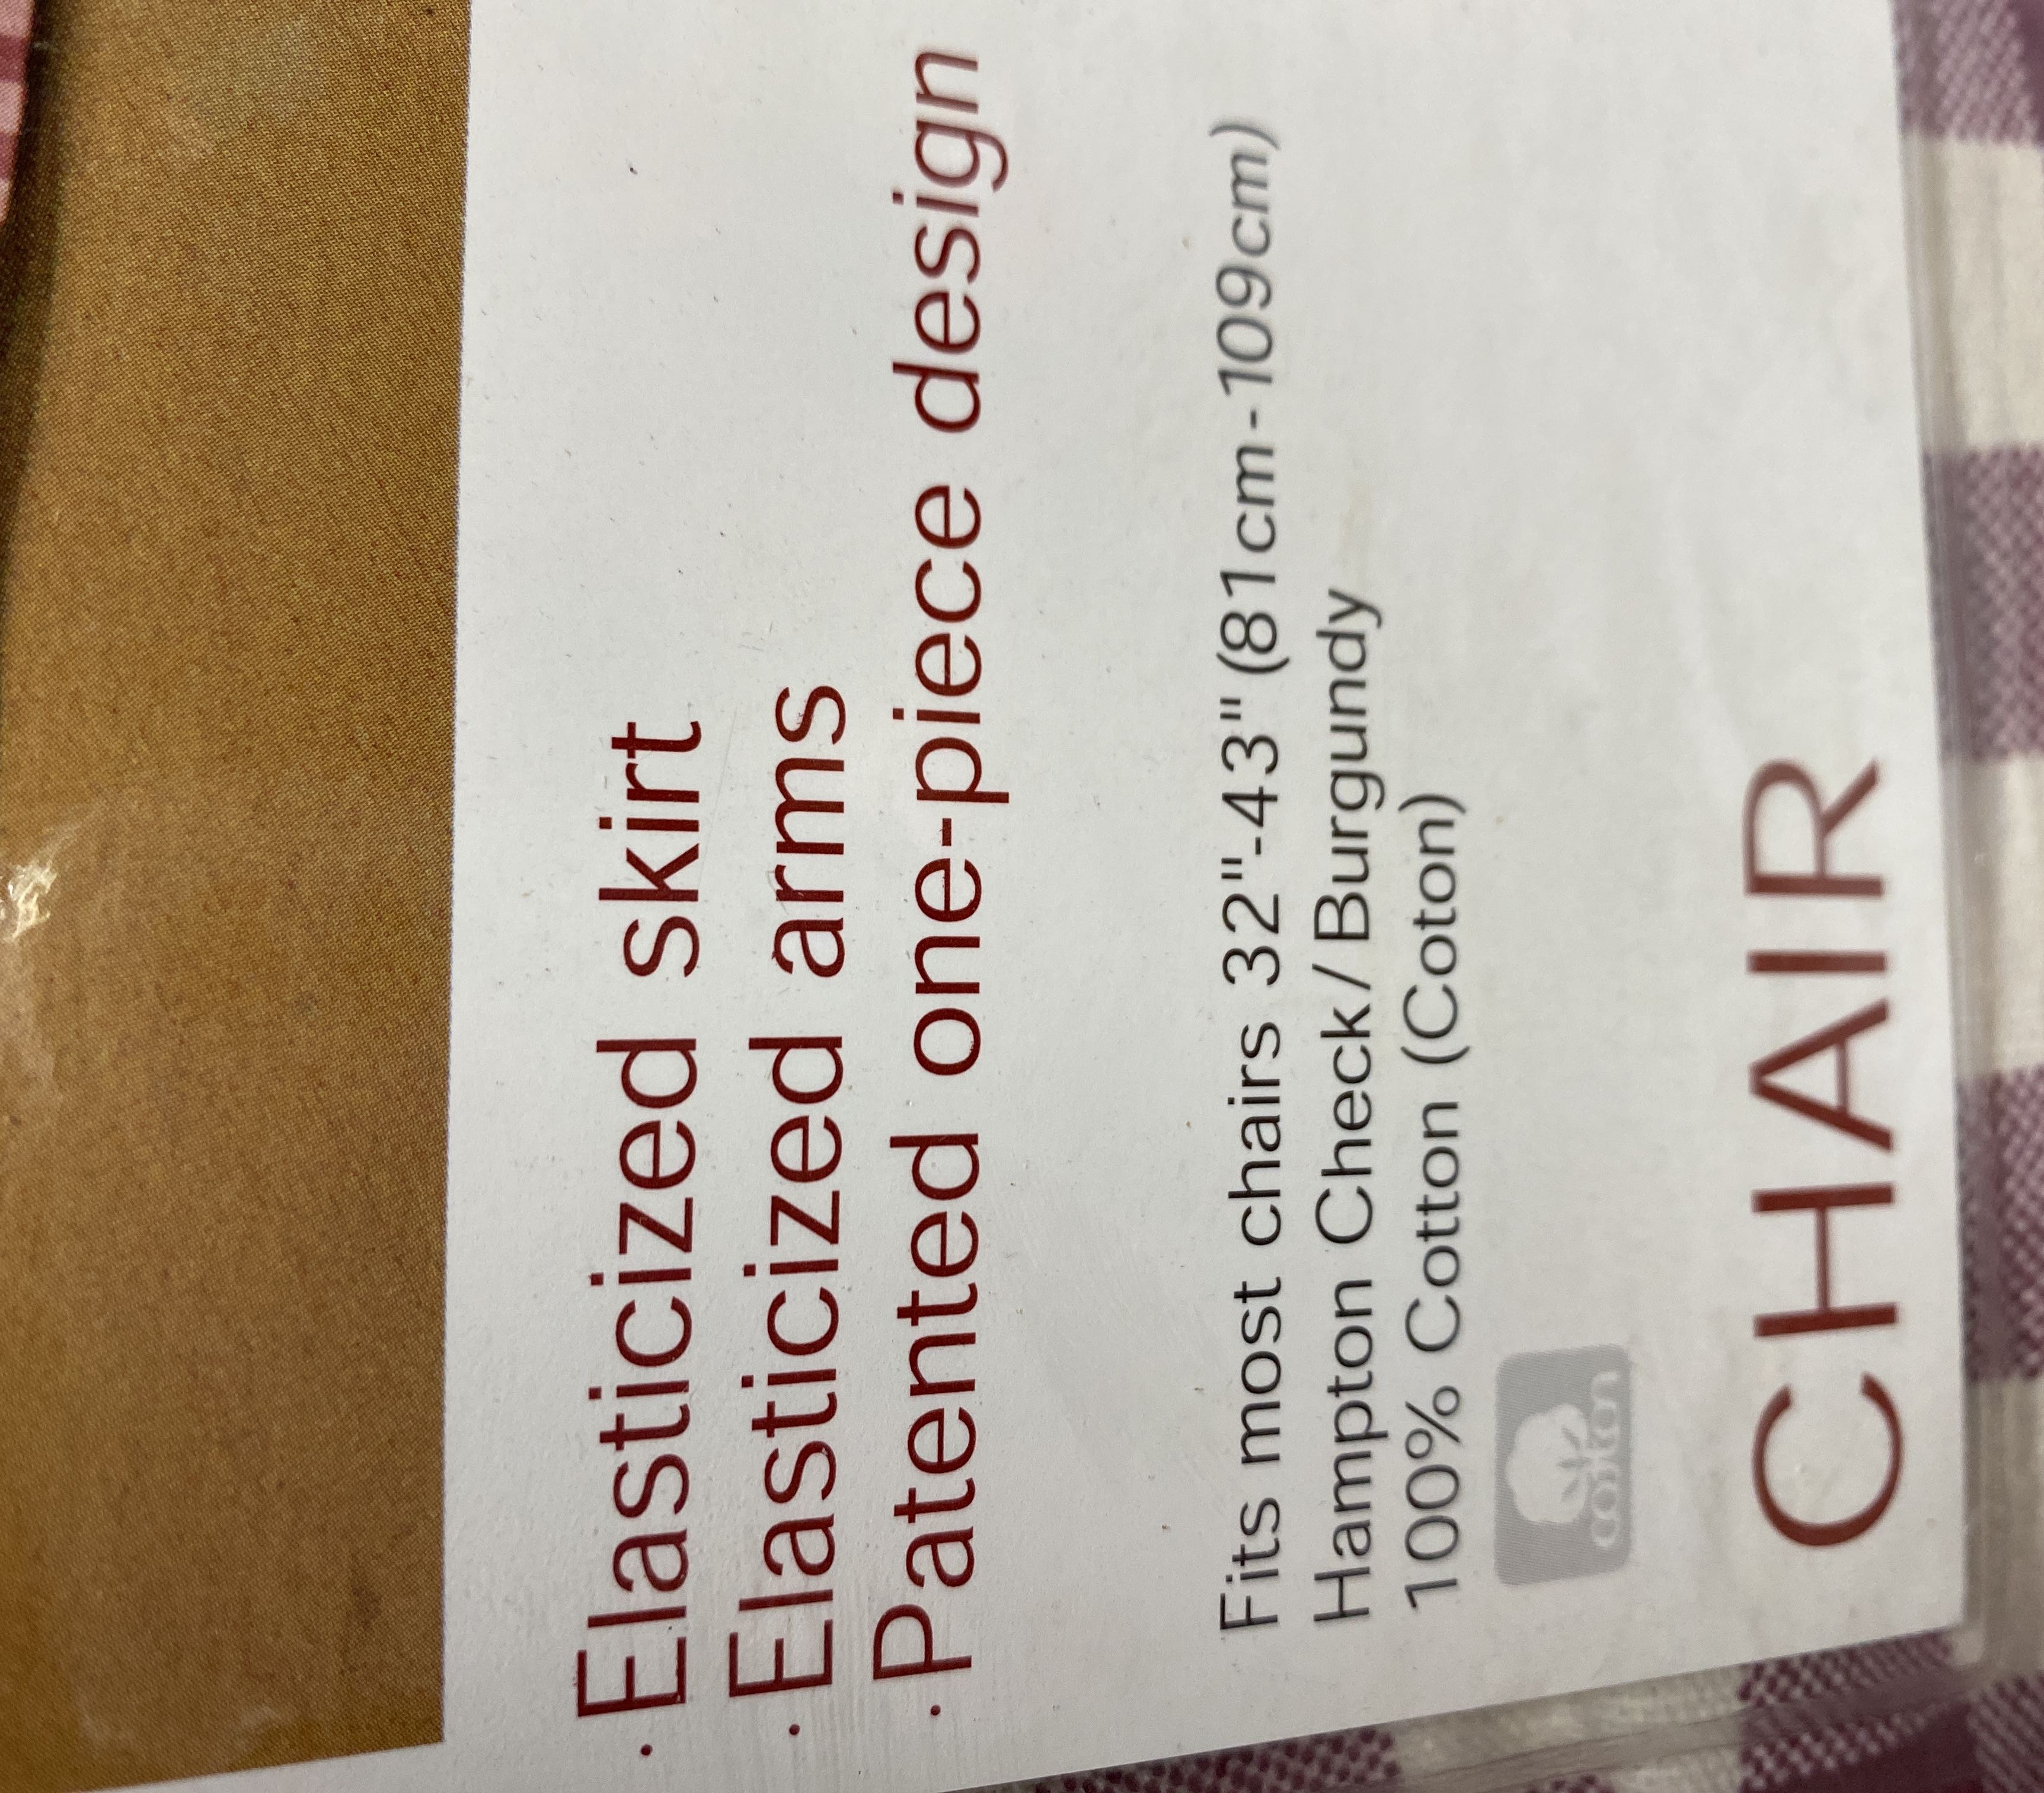 · Elasticized skirt
· Elasticized arms
· Patented one-piece design
Fits most chairs 32"-43" (81cm-109cm)
Hampton Check/Burgundy
100% Cotton (Coton)
cotton
CHAIR